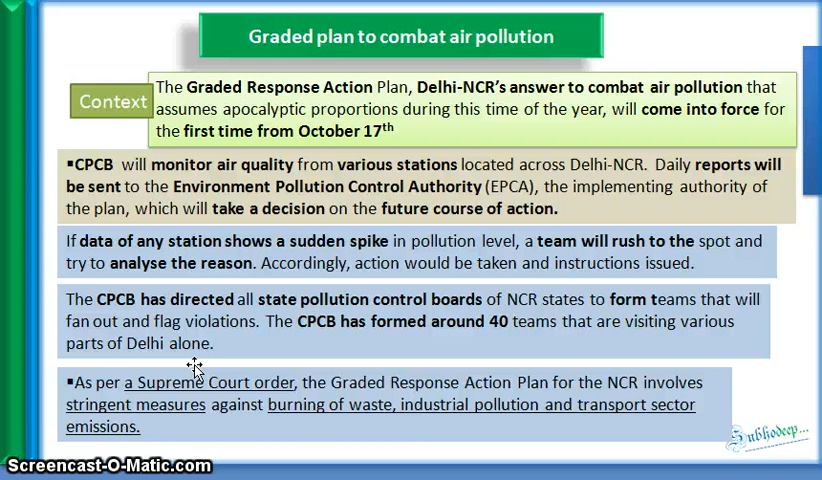 Graded plan to combat air pollution
Context
The Graded Response Action Plan, Delhi-NCR's answer to combat air pollution that
assumes apocalyptic proportions during this time of the year, will come into force for
the first time from October 17th
▪CPCB will monitor air quality from various stations located across Delhi-NCR. Daily reports will
be sent to the Environment Pollution Control Authority (EPCA), the implementing authority of
the plan, which will take a decision on the future course of action.
If data of any station shows a sudden spike in pollution level, a team will rush to the spot and
try to analyse the reason. Accordingly, action would be taken and instructions issued.
The CPCB has directed all state pollution control boards of NCR states to form teams that will
fan out and flag violations. The CPCB has formed around 40 teams that are visiting various
parts of Delhi alone.
▪As per a Supreme Court order, the Graded Response Action Plan for the NCR involves
stringent measures against burning of waste, industrial pollution and transport sector
emissions.
Subhodeep...
Screencast-O-Matic.com